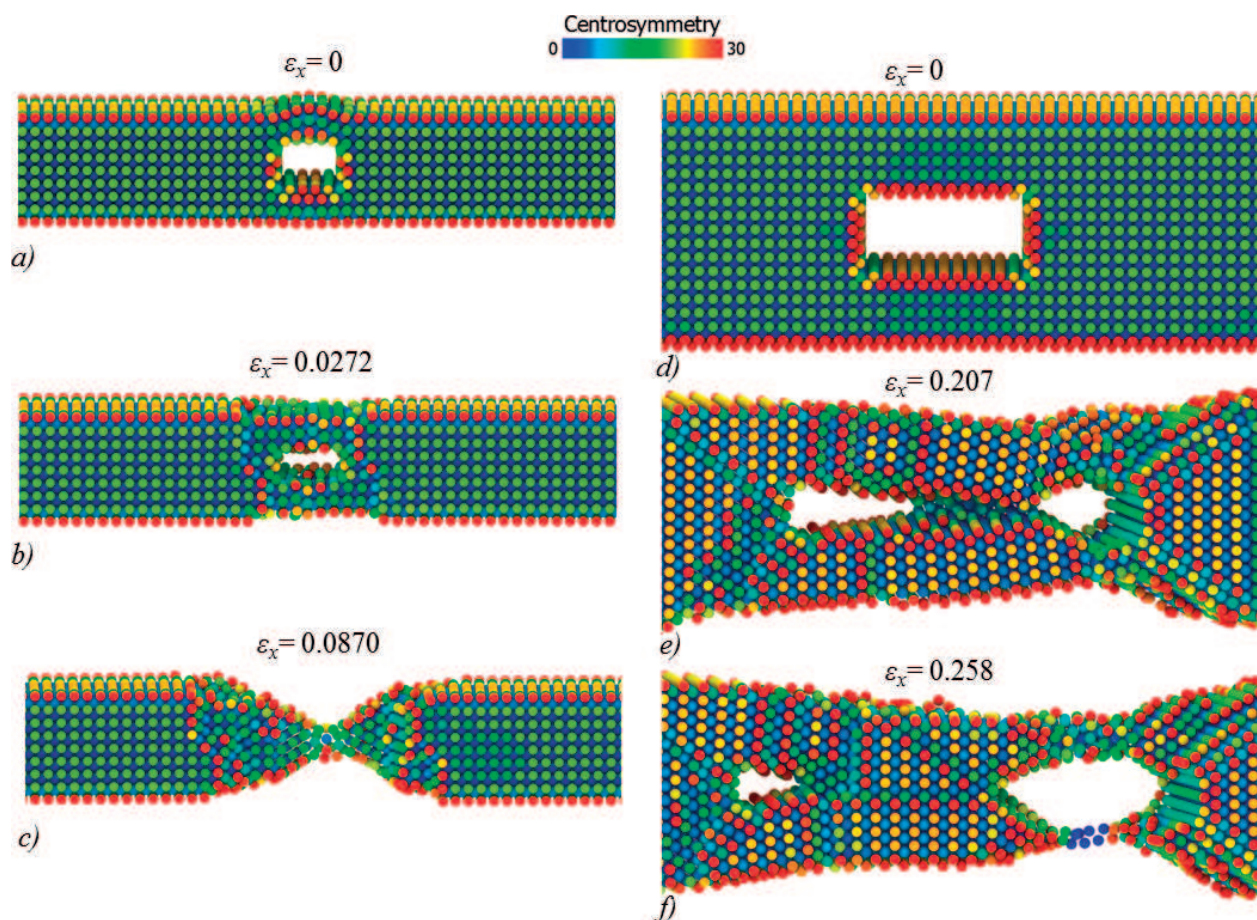 Centrosymmetry
0 30
εx= 0
εx= 0
a)
d)
εx= 0.0272
εx= 0.207
b)
e)
εx= 0.0870
εx= 0.258
c)
f)